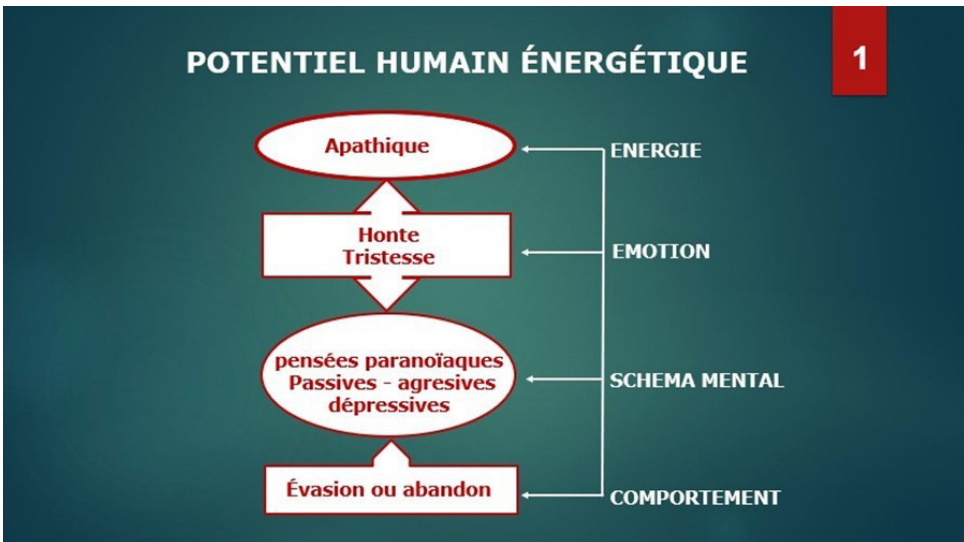 POTENTIEL HUMAIN ÉNERGÉTIQUE
1
Apathique
ENERGIE
Honte
Tristesse
EMOTION
pensées paranoïaques
Passives - agresives
dépressives
SCHEMA MENTAL
Évasion ou abandon
COMPORTEMENT